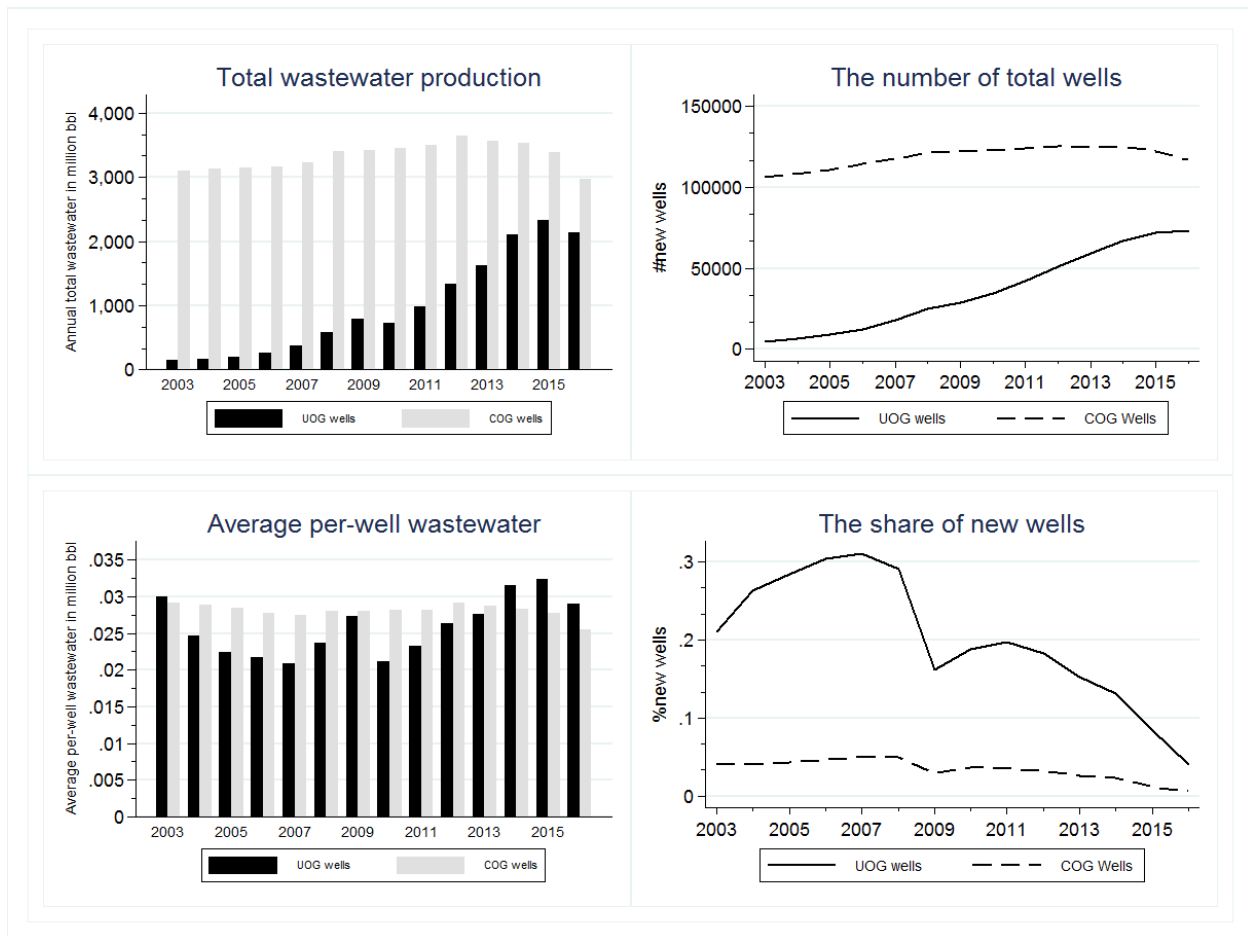 Total wastewater production
Annual total wastewater in million bbl
4,000
3,000
2,000
1,000
0
2003 2005 2007 2009 2011 2013 2015
UOG wells COG wells
The number of total wells
#new wells
150000
100000
50000
0
2003 2005 2007 2009 2011 2013 2015
UOG wells COG Wells
Average per-well wastewater
Average per-well wastewater in million bbl
.035
.03
.025
.02
.015
.01
.005
0
2003 2005 2007 2009 2011 2013 2015
UOG wells COG wells
The share of new wells
%new wells
.3
.2
.1
0
2003 2005 2007 2009 2011 2013 2015
UOG wells COG Wells